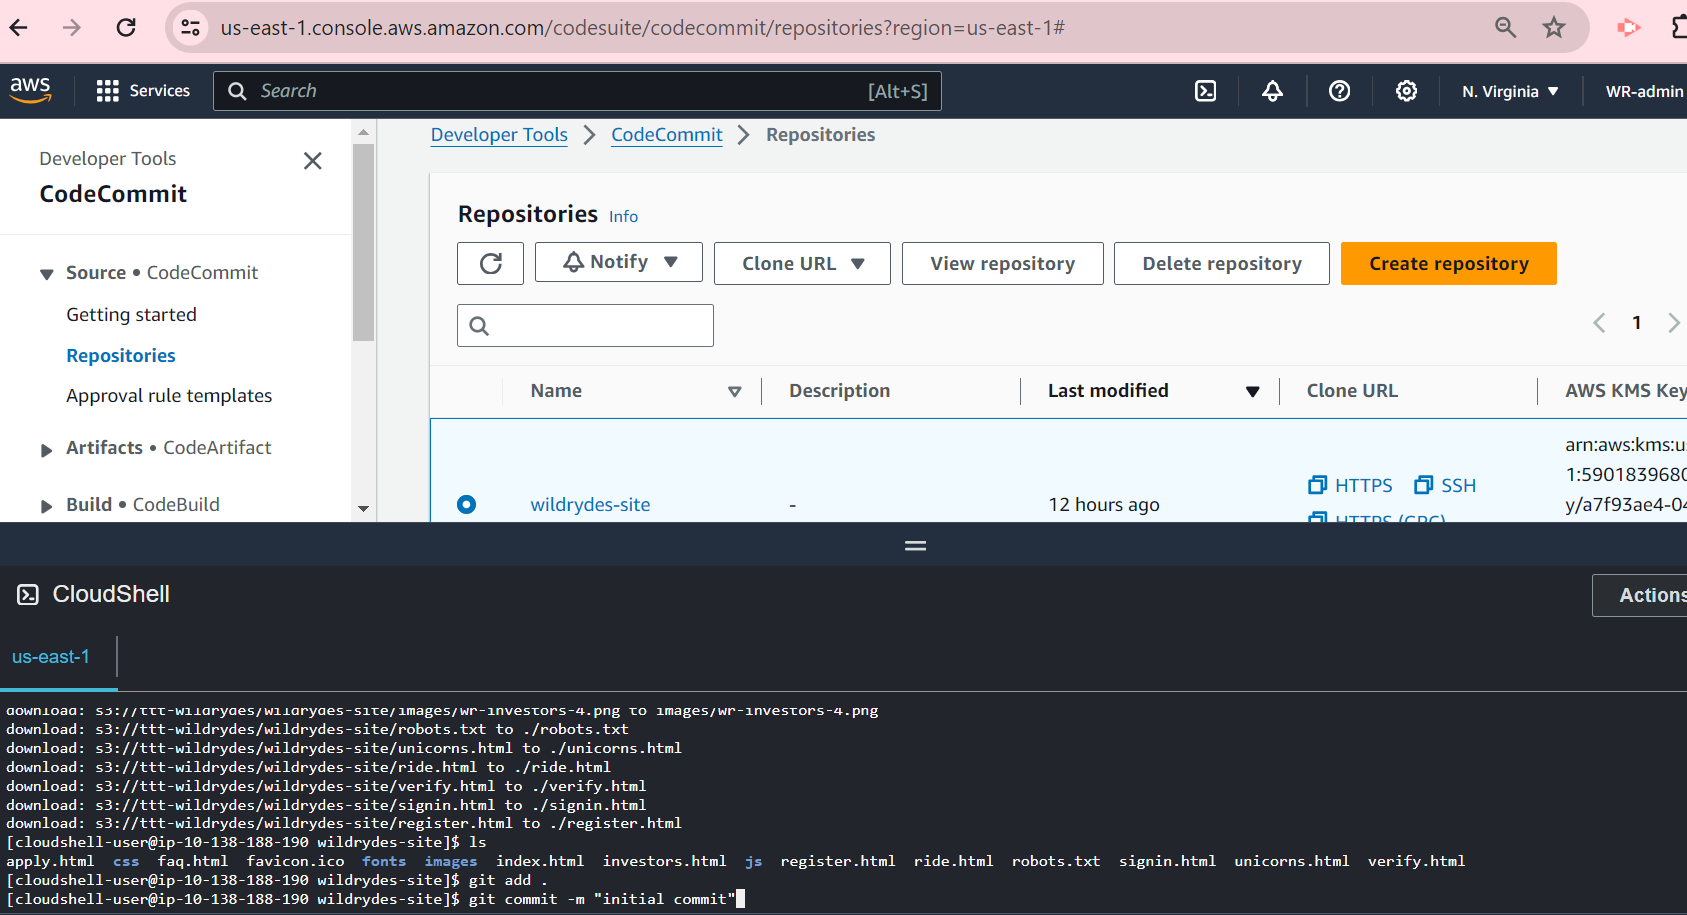 us-east-1.console.aws.amazon.com/codesuite/codecommit/repositories?region=us-east-1#
aws Services Search [Alt+S] N. Virginia WR-admin
Developer Tools
CodeCommit
Source • CodeCommit
Getting started
Repositories
Approval rule templates
Artifacts • CodeArtifact
Build • CodeBuild
Developer Tools > CodeCommit > Repositories
Repositories Info
Notify Clone URL View repository Delete repository Create repository
1
Name Description Last modified Clone URL AWS KMS Key
wildrydes-site - 12 hours ago HTTPS SSH
HTTPS (GRC)
arn:aws:kms:u
1:5901839680
y/a7f93ae4-04
CloudShell
Actions
us-east-1
download: s3://ttt-wildrydes/wildrydes-site/images/wr-investors-4.png to images/wr-investors-4.png
download: s3://ttt-wildrydes/wildrydes-site/robots.txt to ./robots.txt
download: s3://ttt-wildrydes/wildrydes-site/unicorns.html to ./unicorns.html
download: s3://ttt-wildrydes/wildrydes-site/ride.html to ./ride.html
download: s3://ttt-wildrydes/wildrydes-site/verify.html to ./verify.html
download: s3://ttt-wildrydes/wildrydes-site/signin.html to ./signin.html
download: s3://ttt-wildrydes/wildrydes-site/register.html to ./register.html
[cloudshell-user@ip-10-138-188-190 wildrydes-site]$ ls
apply.html css faq.html favicon.ico fonts images index.html investors.html js register.html ride.html robots.txt signin.html unicorns.html verify.html
[cloudshell-user@ip-10-138-188-190 wildrydes-site]$ git add .
[cloudshell-user@ip-10-138-188-190 wildrydes-site]$ git commit -m "initial commit"